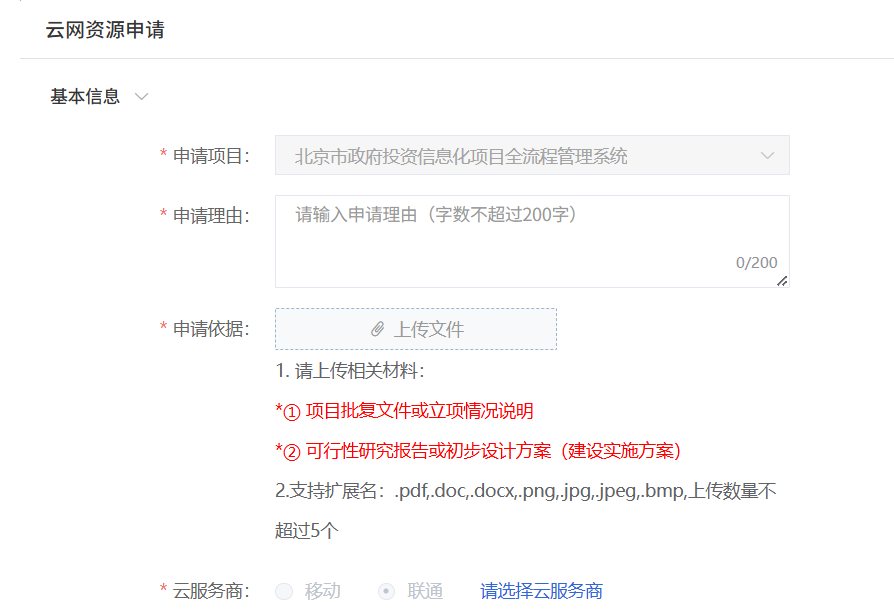 云网资源申请
基本信息
* 申请项目： 北京市政府投资信息化项目全流程管理系统
* 申请理由： 请输入申请理由（字数不超过200字）
0/200
* 申请依据： 上传文件
1. 请上传相关材料：
*① 项目批复文件或立项情况说明
*② 可行性研究报告或初步设计方案（建设实施方案）
2.支持扩展名：.pdf,.doc,.docx,.png,.jpg,.jpeg,.bmp,上传数量不
超过5个
* 云服务商： 移动 联通 请选择云服务商